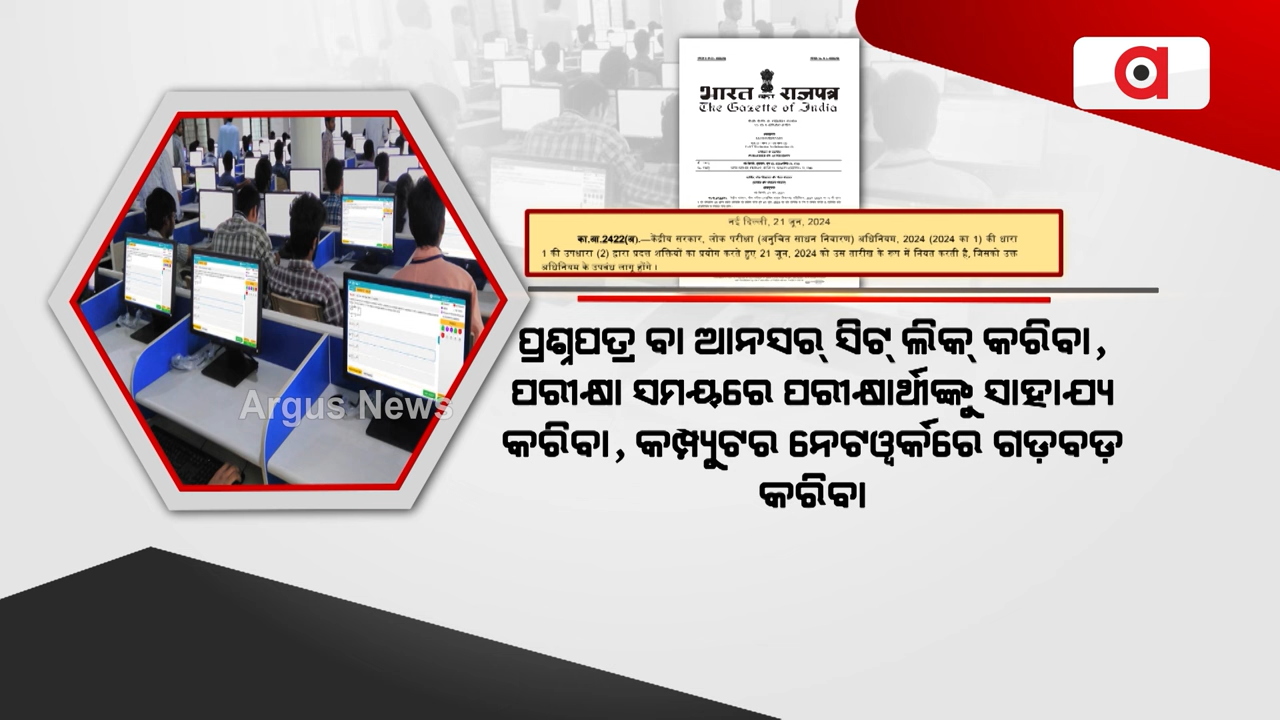 भारत राजपत्र
The Gazette of India
नई दिल्ली, 21 जून, 2024
का.आ.2422(अ).—केंद्रीय सरकार, लोक परीक्षा (अनुचित साधन निवारण) अधिनियम, 2024 (2024 का 1) की धारा
1 की उपधारा (2) द्वारा प्रदत्त शक्तियों का प्रयोग करते हुए 21 जून, 2024 को उस तारीख के रूप में नियत करती है, जिसको उक्त
अधिनियम के उपबंध लागू होंगे।
ପ୍ରଶ୍ନପତ୍ର ବା ଆନସର୍ ସିଟ୍ ଲିକ୍ କରିବା,
ପରୀକ୍ଷା ସମୟରେ ପରୀକ୍ଷାର୍ଥୀଙ୍କୁ ସାହାଯ୍ୟ
କରିବା, କମ୍ପ୍ୟୁଟର ନେଟୱର୍କରେ ଗଡ଼ବଡ଼
କରିବା
Argus News